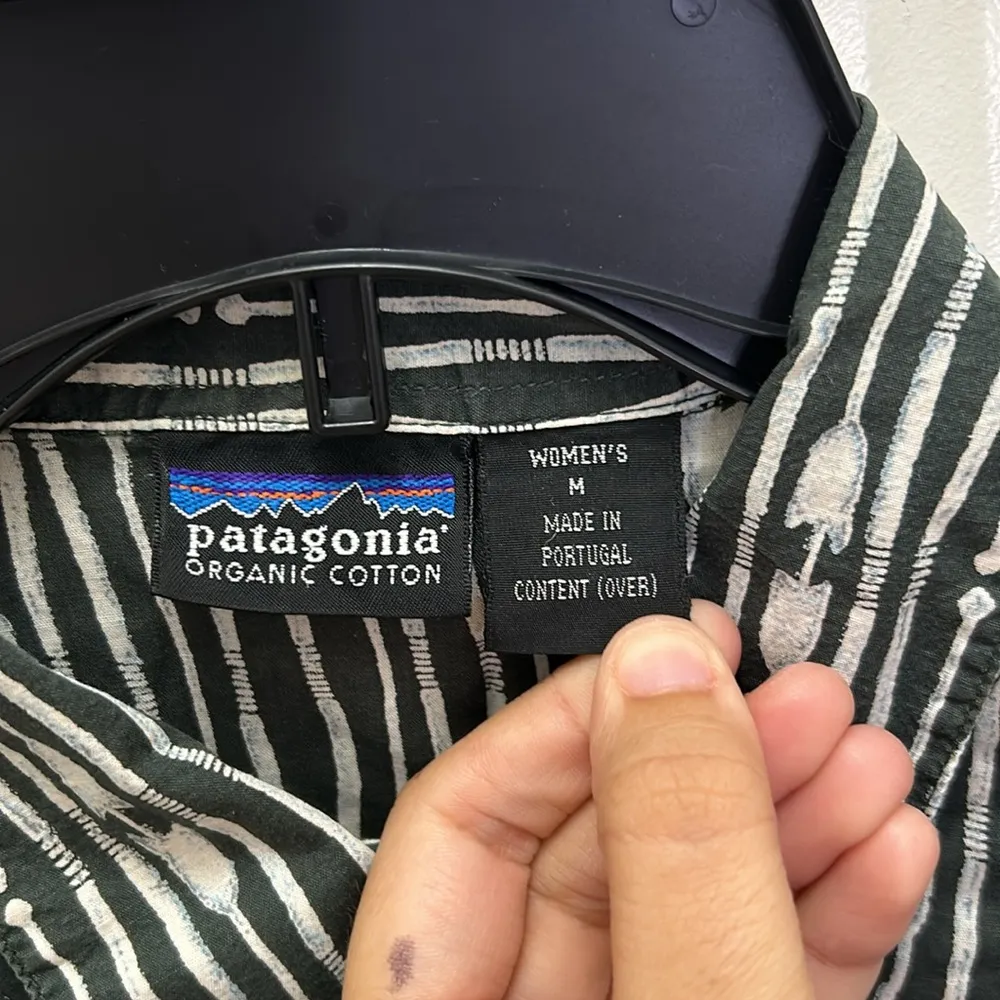 patagonia®
ORGANIC COTTON
WOMEN'S
M
MADE IN
PORTUGAL
CONTENT (OVER)